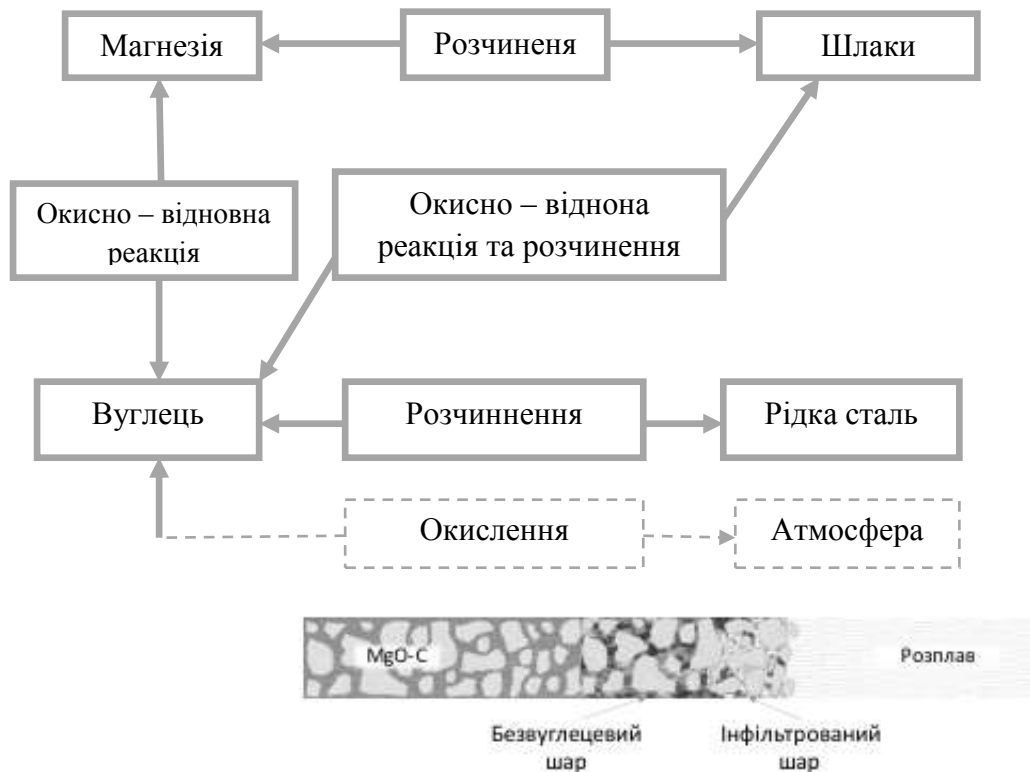 Магнезія
Розчиненя
Шлаки
Окисно – відновна
реакція
Окисно – віднона
реакція та розчинення
Вуглець
Розчиннення
Рідка сталь
Окислення
Атмосфера
MgO-C
Розплав
Безвуглецевий
шар
Інфільтрований
шар